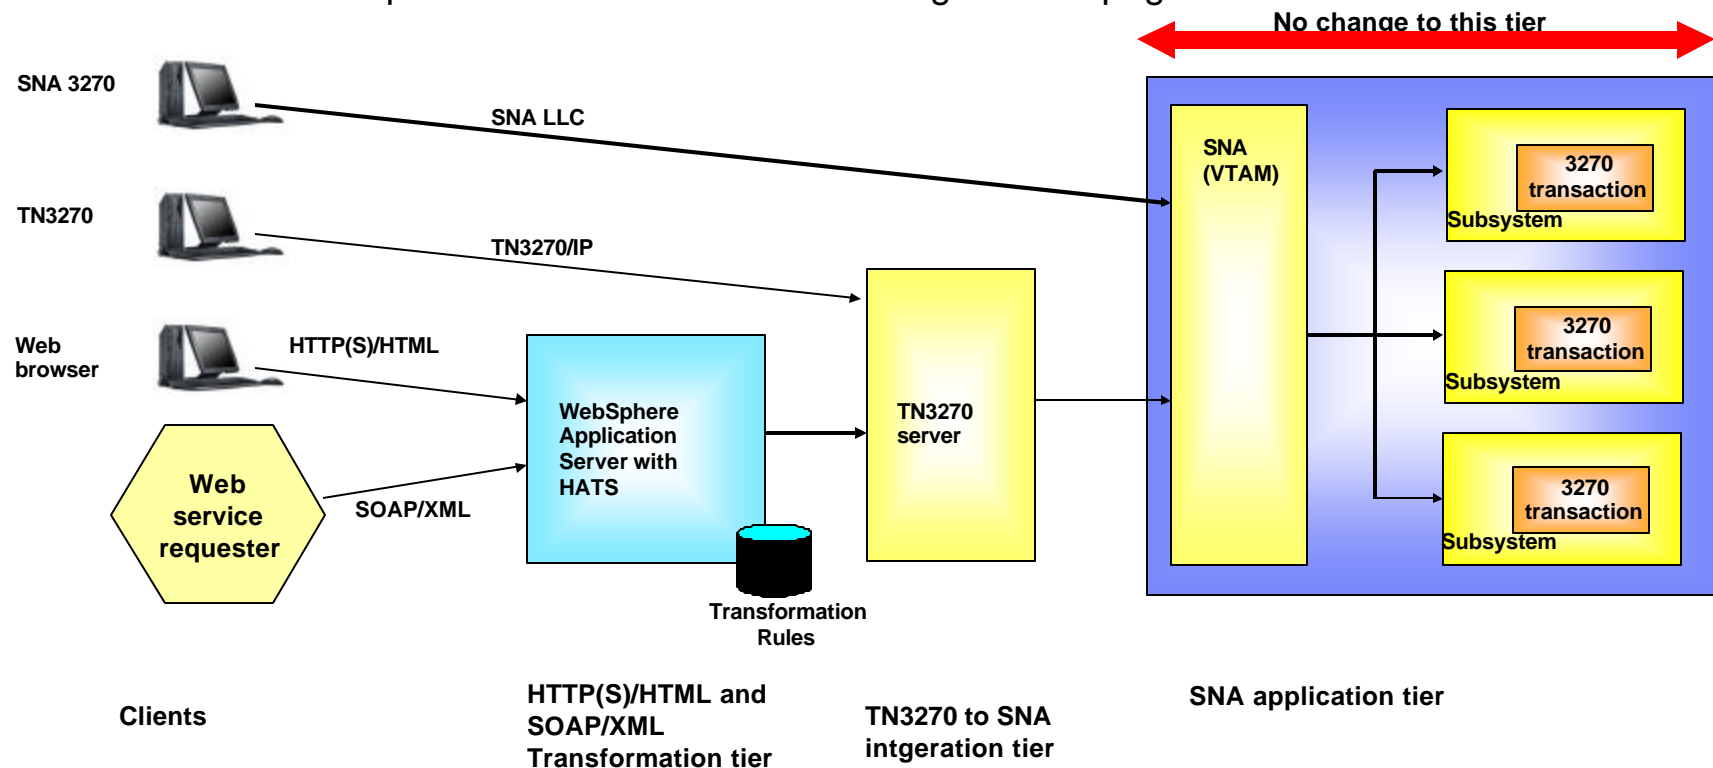 No change to this tier
SNA 3270
SNA LLC
TN3270
TN3270/IP
Web
browser
HTTP(S)/HTML
Web
service
requester
SOAP/XML
WebSphere
Application
Server with
HATS
Transformation
Rules
TN3270
server
SNA
(VTAM)
3270
transaction
Subsystem
3270
transaction
Subsystem
3270
transaction
Subsystem
Clients
HTTP(S)/HTML and
SOAP/XML
Transformation tier
TN3270 to SNA
intgeration tier
SNA application tier